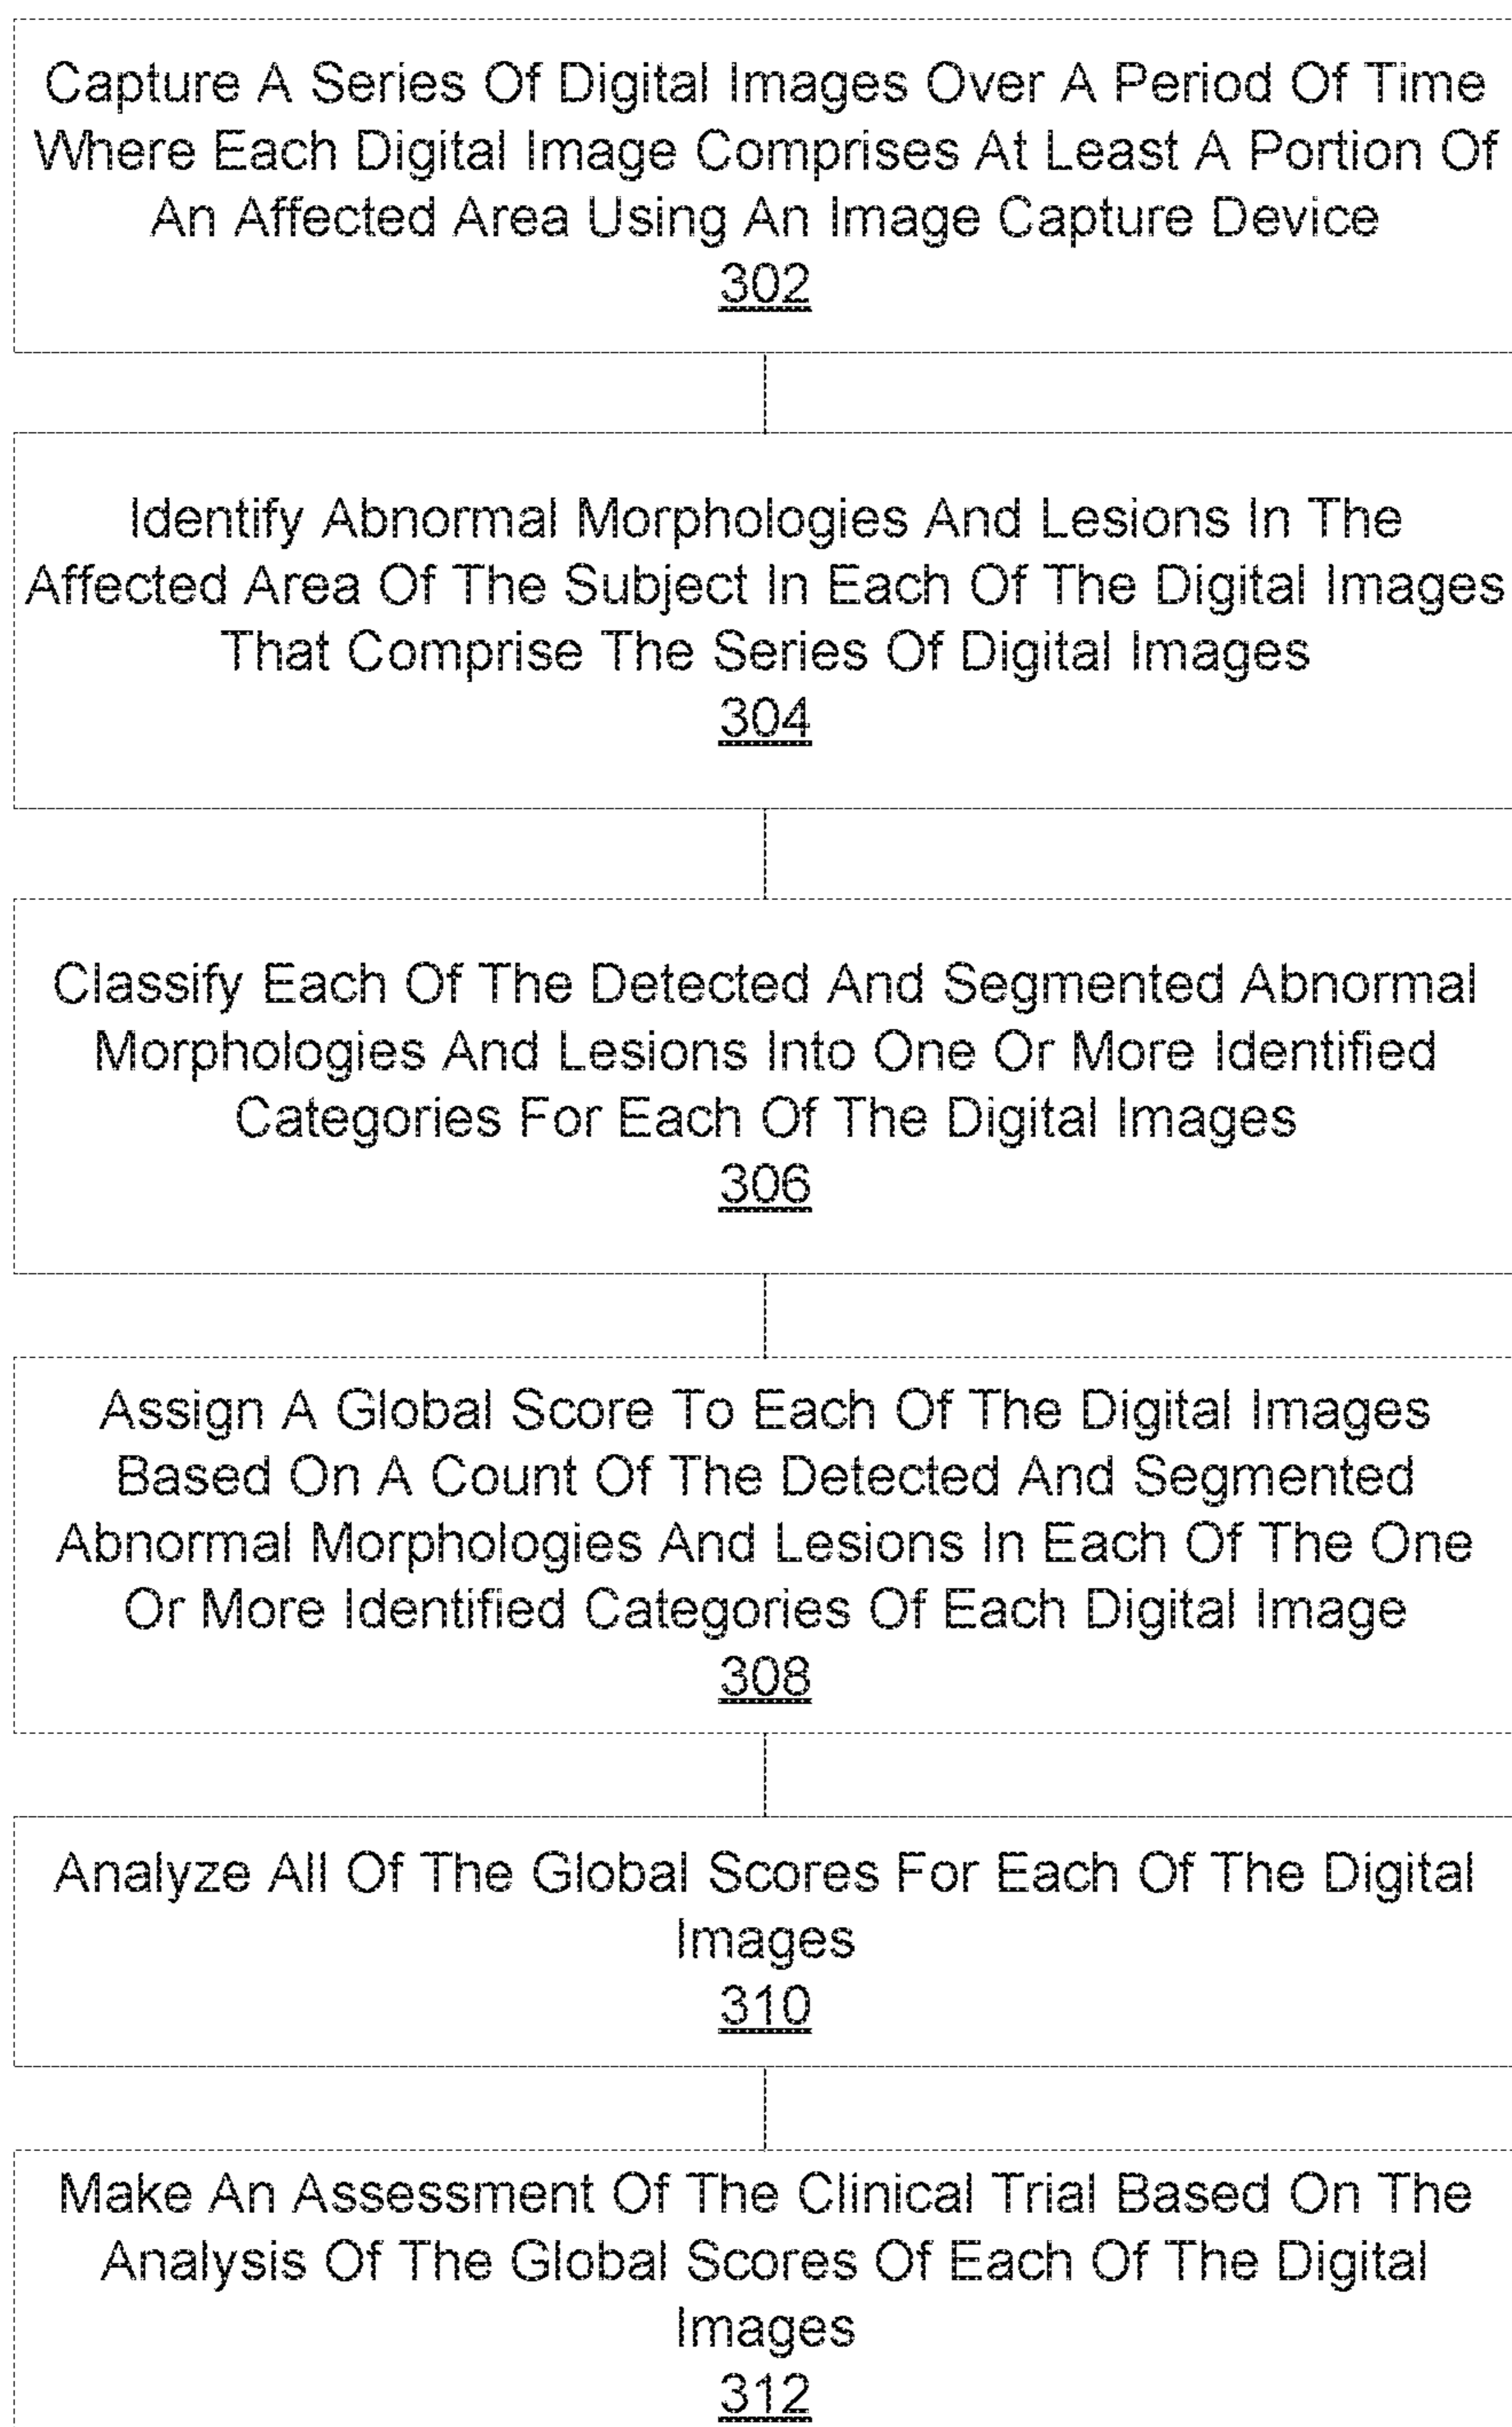 Capture A Series Of Digital Images Over A Period Of Time
Where Each Digital Image Comprises At Least A Portion Of
An Affected Area Using An Image Capture Device
302
Identify Abnormal Morphologies And Lesions In The
Affected Area Of The Subject In Each Of The Digital Images
That Comprise The Series Of Digital Images
304
Classify Each Of The Detected And Segmented Abnormal
Morphologies And Lesions Into One Or More Identified
Categories For Each Of The Digital Images
306
Assign A Global Score To Each Of The Digital Images
Based On A Count Of The Detected And Segmented
Abnormal Morphologies And Lesions In Each Of The One
Or More Identified Categories Of Each Digital Image
308
Analyze All Of The Global Scores For Each Of The Digital
Images
310
Make An Assessment Of The Clinical Trial Based On The
Analysis Of The Global Scores Of Each Of The Digital
Images
312